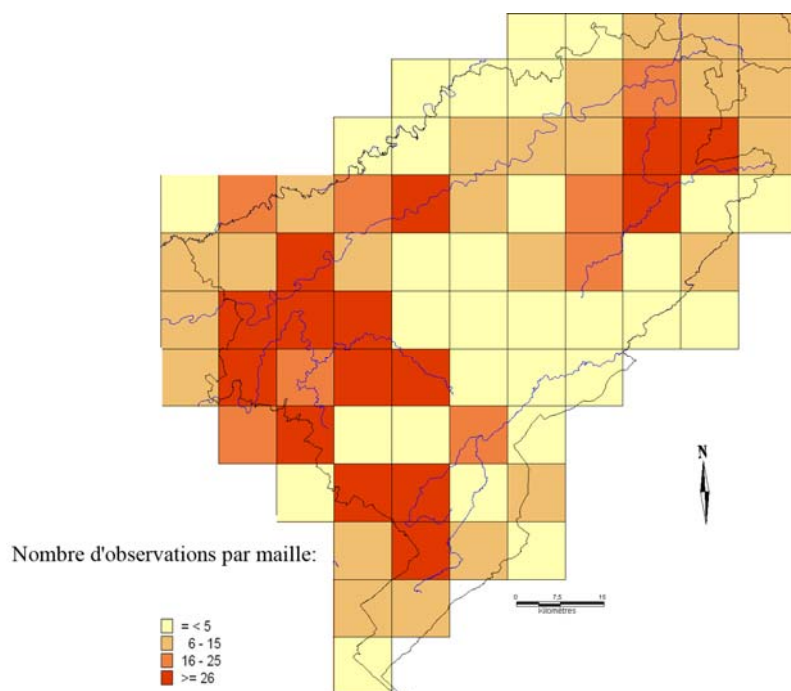 N
Nombre d'observations par maille:
0 7,5 15
kilomètres
= < 5
6 - 15
16 - 25
>= 26